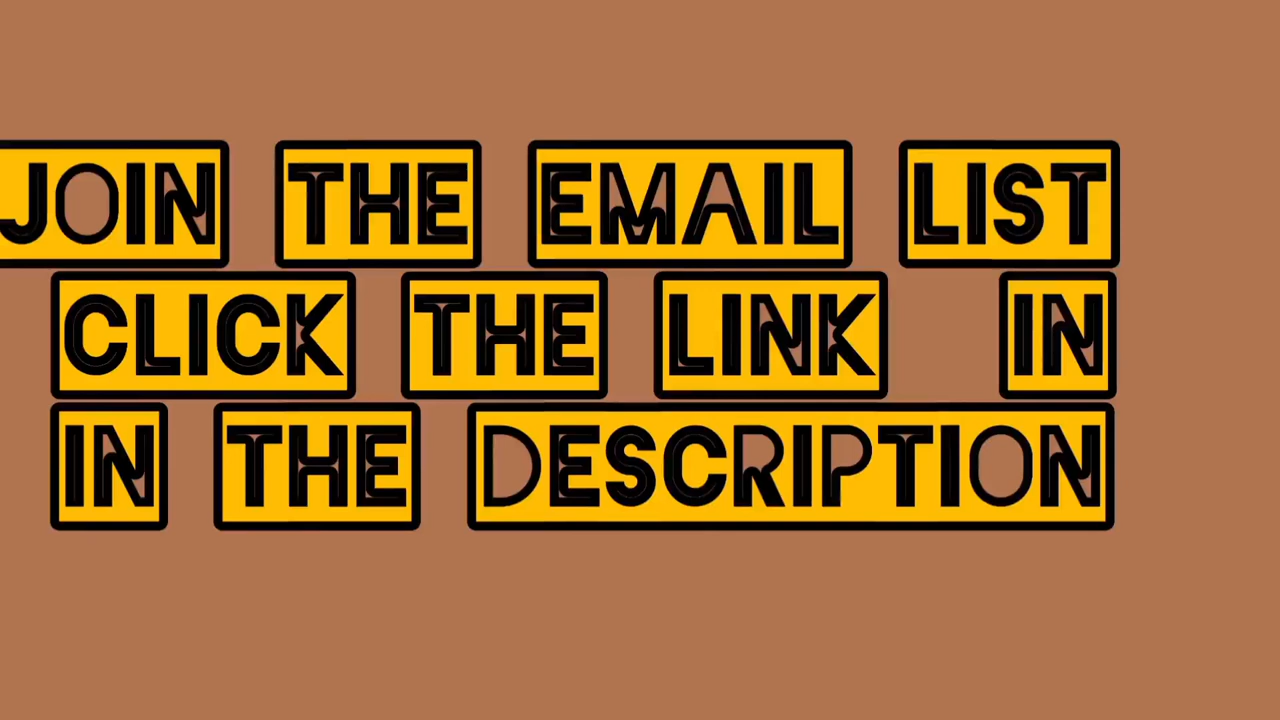 JOIN THE EMAIL LIST
CLICK THE LINK IN
IN THE DESCRIPTION